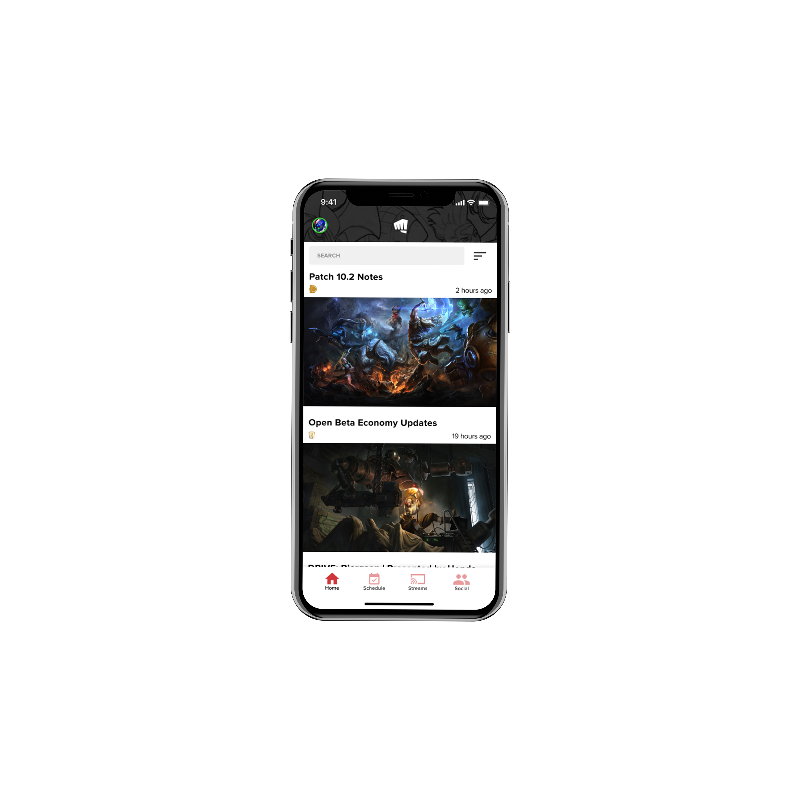 9:41
SEARCH
Patch 10.2 Notes
2 hours ago
Open Beta Economy Updates
19 hours ago
Home Schedule Streams Social